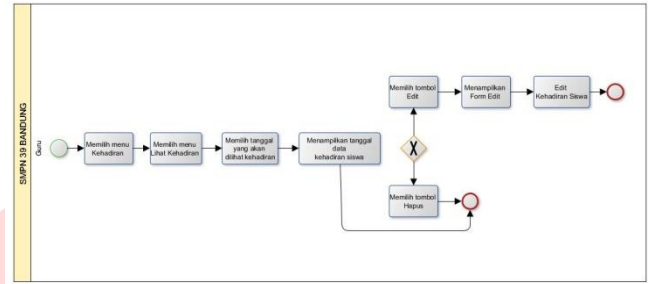 SMPN 39 BANDUNG
Guru
Memilih menu
Kehadiran
Memilih menu
Lihat Kehadiran
Memilih tanggal
yang akan
dilihat kehadiran
Menampilkan tanggal
data
kehadiran siswa
Memilih tombol
Edit
Menampilkan
Form Edit
Edit
Kehadiran Siswa
X
Memilih tombol
Hapus